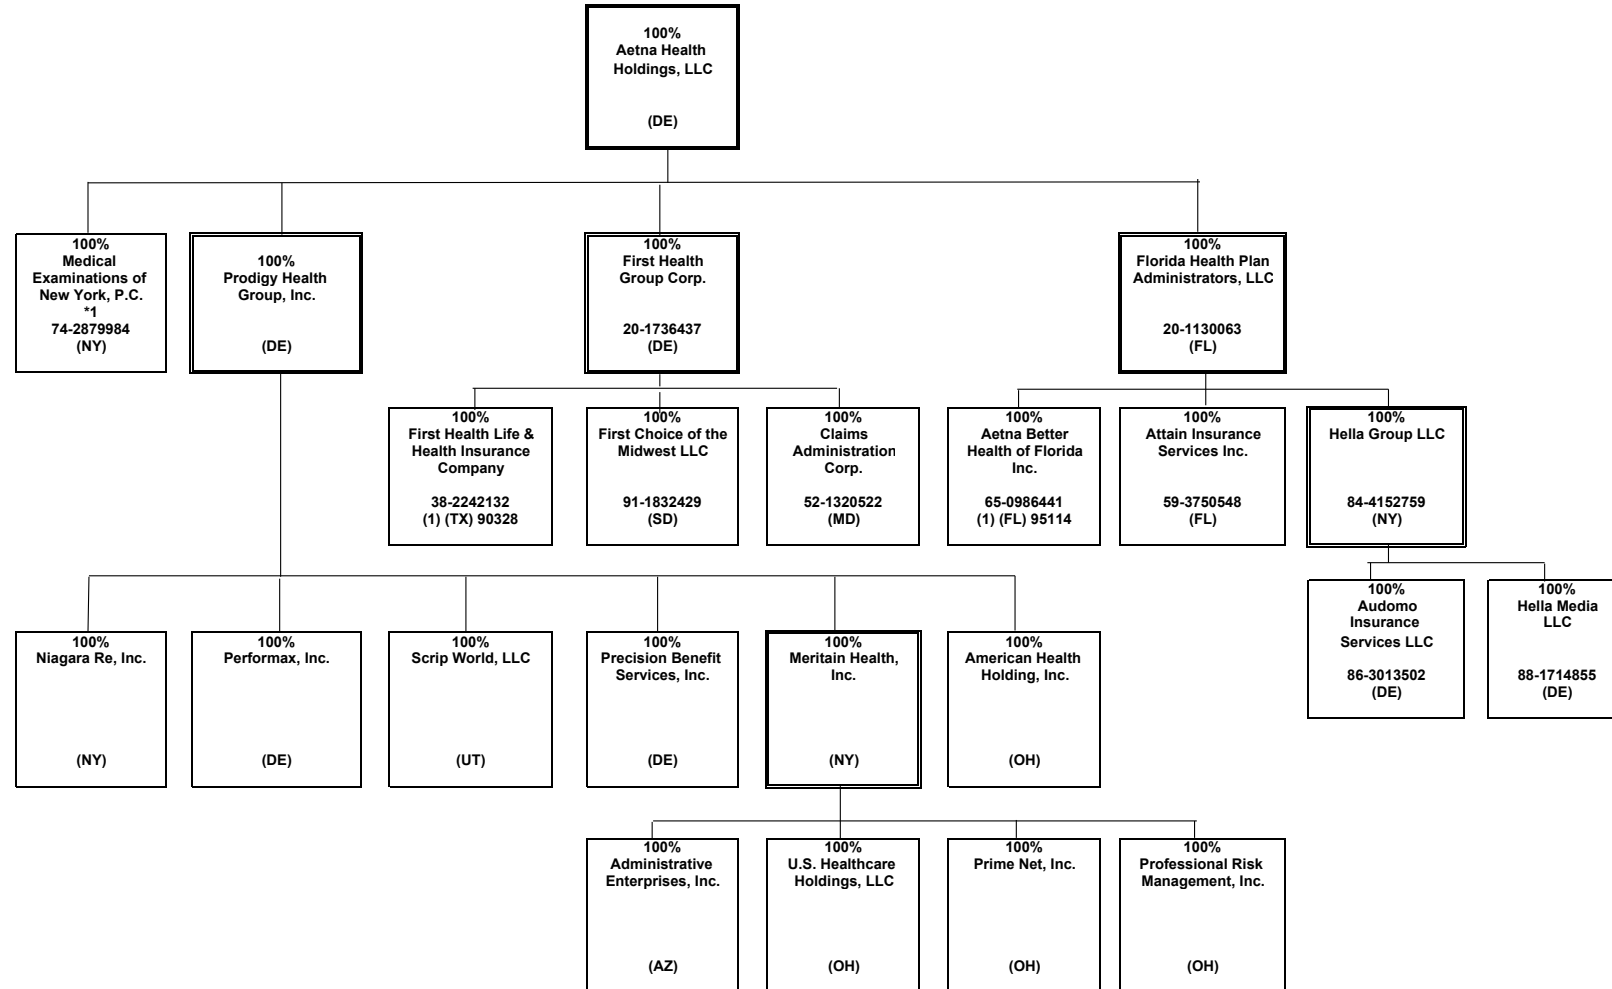 100%
Aetna Health
Holdings, LLC
(DE)
100%
Medical
Examinations of
New York, P.C.
*1
74-2879984
(NY)
100%
Prodigy Health
Group, Inc.
(DE)
100%
First Health
Group Corp.
20-1736437
(DE)
100%
Florida Health Plan
Administrators, LLC
20-1130063
(FL)
100%
First Health Life &
Health Insurance
Company
38-2242132
(1) (TX) 90328
100%
First Choice of the
Midwest LLC
91-1832429
(SD)
100%
Claims
Administration
Corp.
52-1320522
(MD)
100%
Aetna Better
Health of Florida
Inc.
65-0986441
(1) (FL) 95114
100%
Attain Insurance
Services Inc.
59-3750548
(FL)
100%
Hella Group LLC
84-4152759
(NY)
100%
Audomo
Insurance
Services LLC
86-3013502
(DE)
100%
Hella Media
LLC
88-1714855
(DE)
100%
Niagara Re, Inc.
(NY)
100%
Performax, Inc.
(DE)
100%
Scrip World, LLC
(UT)
100%
Precision Benefit
Services, Inc.
(DE)
100%
Meritain Health,
Inc.
(NY)
100%
American Health
Holding, Inc.
(OH)
100%
Administrative
Enterprises, Inc.
(AZ)
100%
U.S. Healthcare
Holdings, LLC
(OH)
100%
Prime Net, Inc.
(OH)
100%
Professional Risk
Management, Inc.
(OH)